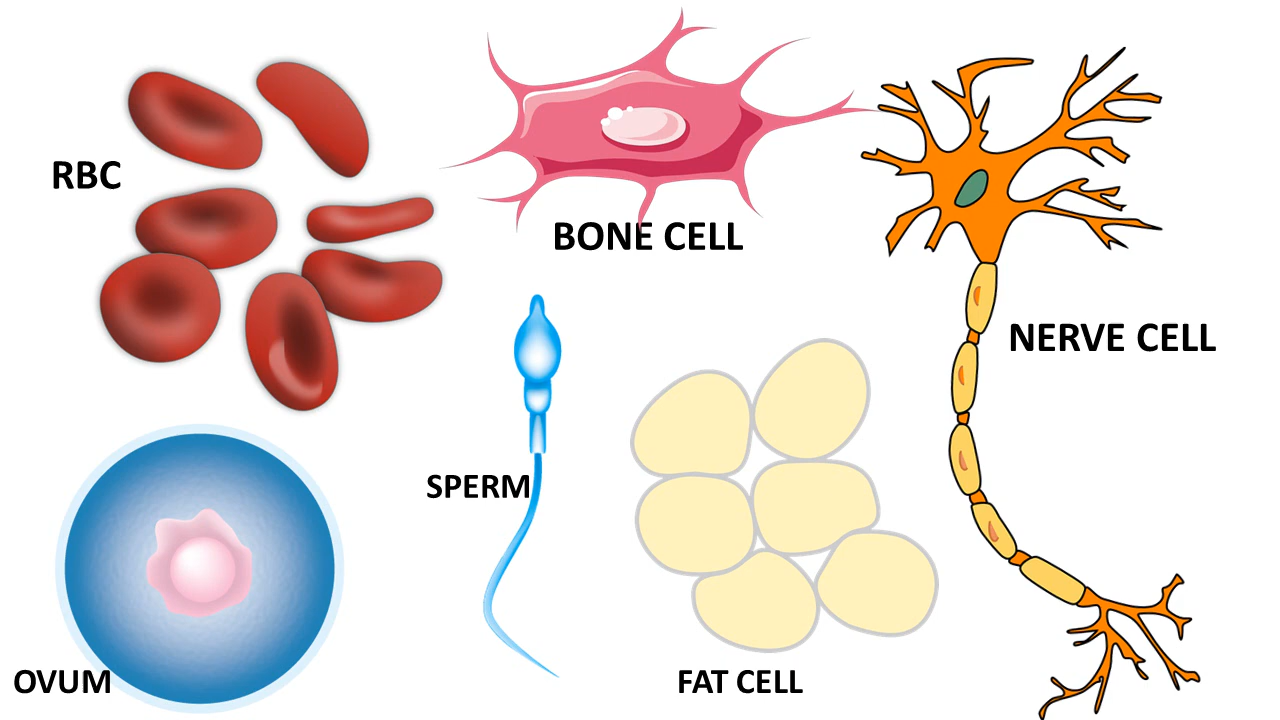 RBC
BONE CELL
NERVE CELL
SPERM
OVUM
FAT CELL